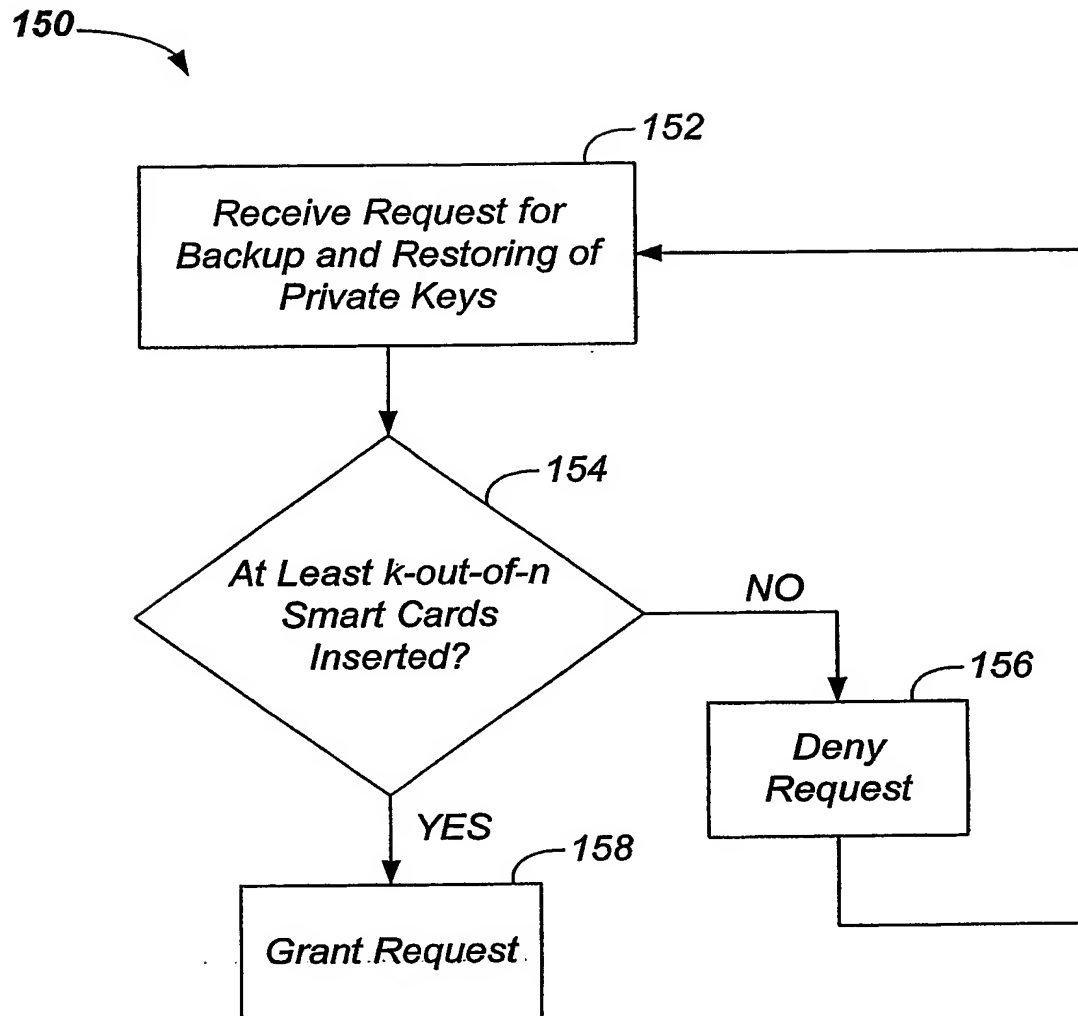 150
152
Receive Request for
Backup and Restoring of
Private Keys
154
At Least k-out-of-n
Smart Cards
Inserted?
NO
156
Deny
Request
YES
158
Grant Request